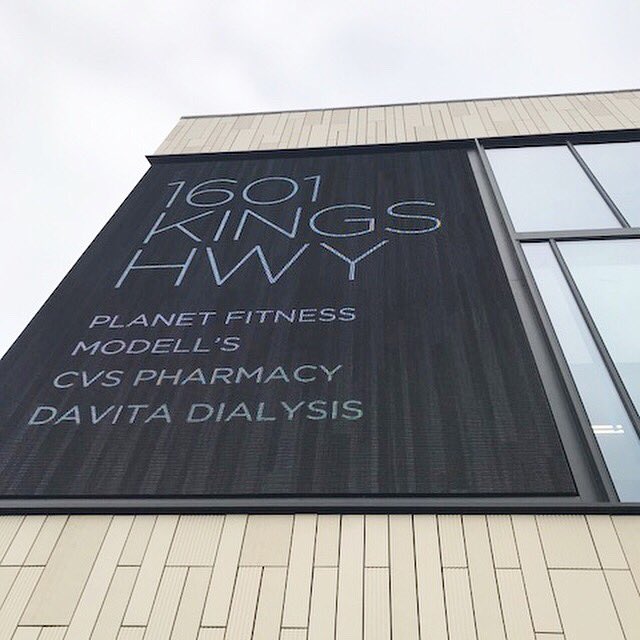 1601
KINGS
HWY
PLANET FITNESS
MODELL'S
CVS PHARMACY
DAVITA DIALYSIS